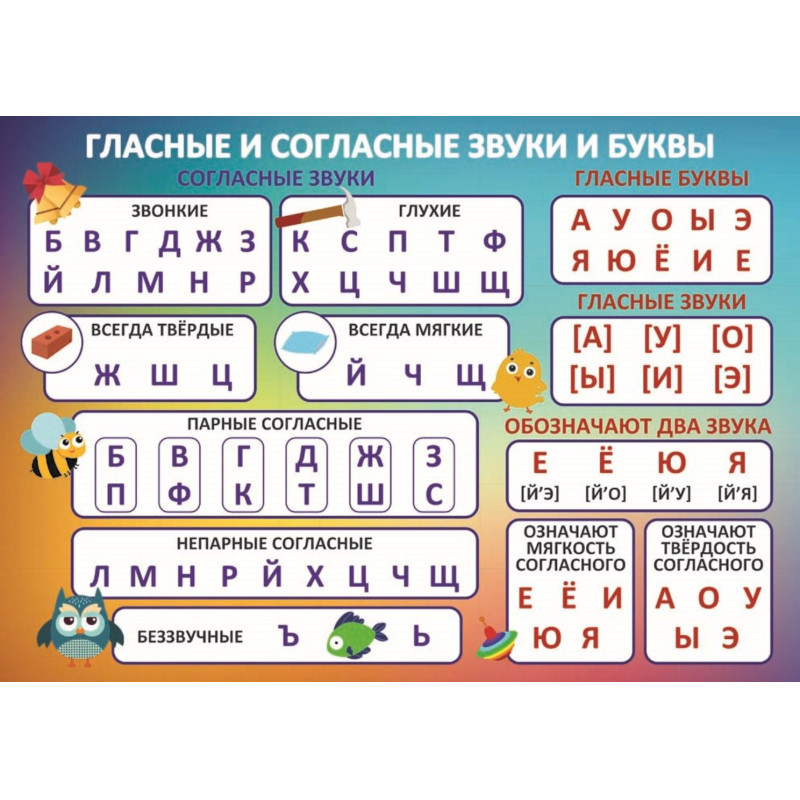 ГЛАСНЫЕ И СОГЛАСНЫЕ ЗВУКИ И БУКВЫ
СОГЛАСНЫЕ ЗВУКИ
ЗВОНКИЕ
Б В Г Д Ж З
Й Л М Н Р
ГЛУХИЕ
К С П Т Ф
Х Ц Ч Ш Щ
ВСЕГДА ТВЁРДЫЕ
Ж Ш Ц
ВСЕГДА МЯГКИЕ
Й Ч Щ
ПАРНЫЕ СОГЛАСНЫЕ
Б В Г Д Ж З
П Ф К Т Ш С
НЕПАРНЫЕ СОГЛАСНЫЕ
Л М Н Р Й Х Ц Ч Щ
БЕЗЗВУЧНЫЕ Ъ Ь
ГЛАСНЫЕ БУКВЫ
А У О Ы Э
Я Ю Ё И Е
ГЛАСНЫЕ ЗВУКИ
[А] [У] [О]
[Ы] [И] [Э]
ОБОЗНАЧАЮТ ДВА ЗВУКА
Е Ё Ю Я
[Й'Э] [Й'О] [Й'У] [Й'Я]
ОЗНАЧАЮТ
МЯГКОСТЬ
СОГЛАСНОГО
Е Ё И
Ю Я
ОЗНАЧАЮТ
ТВЁРДОСТЬ
СОГЛАСНОГО
А О У
Ы Э